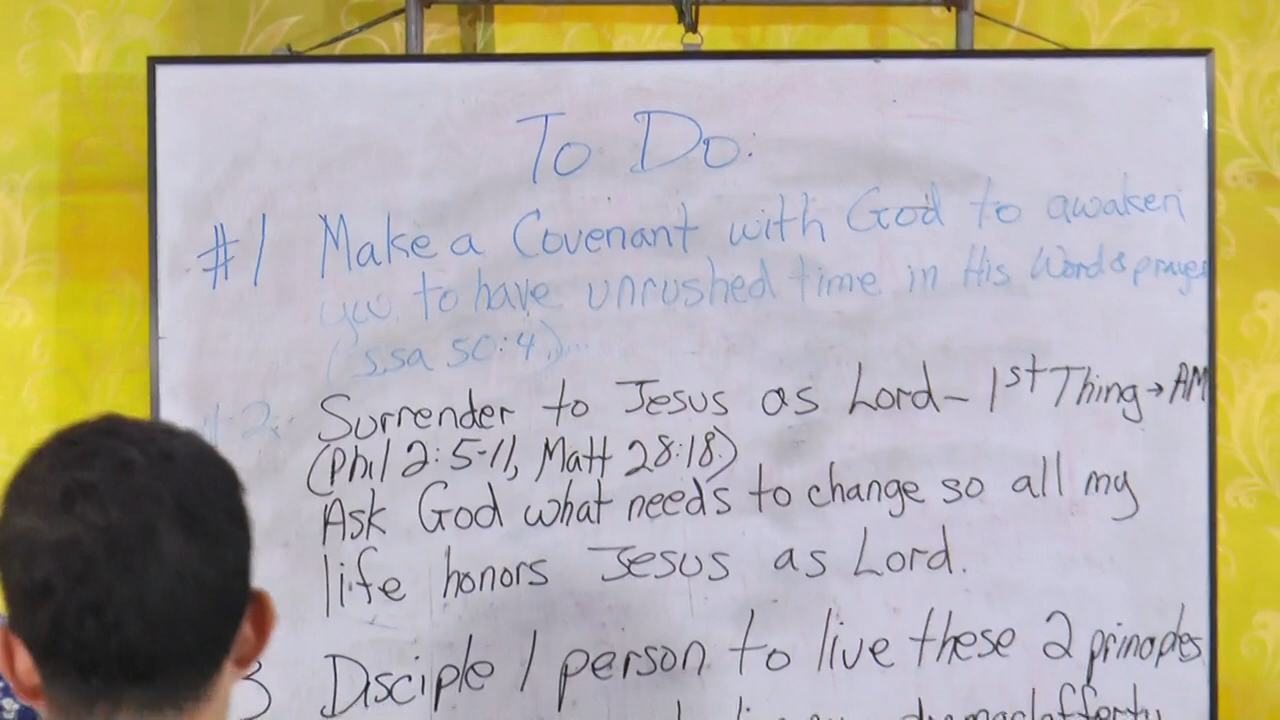 To Do:
#1 Make a Covenant with God to awaken
you to have unrushed time in His Word & prayer
(Isa 50:4)...
#2. Surrender to Jesus as Lord - 1st Thing → AM
(Phil 2:5-11, Matt 28:18)
Ask God what needs to change so all my
life honors Jesus as Lord.
3 Disciple 1 person to live these 2 principles